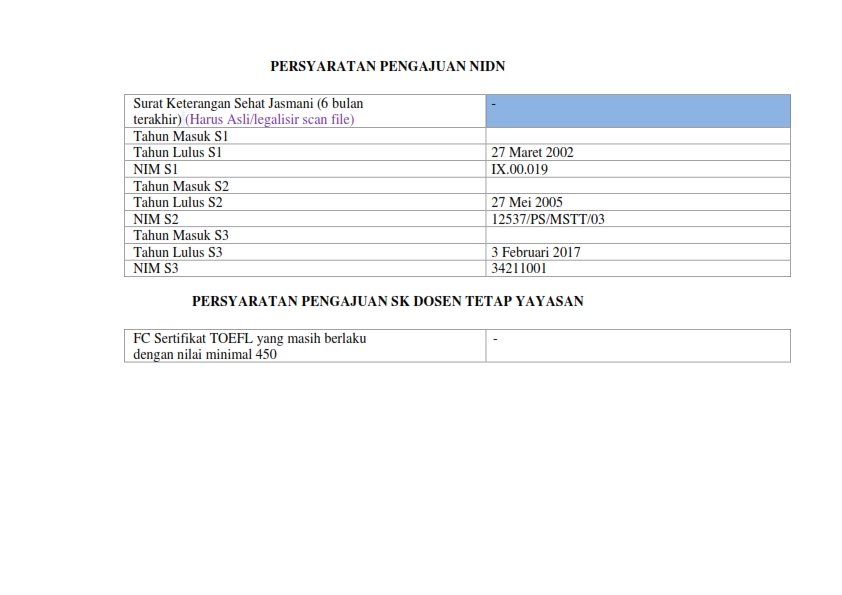 PERSYARATAN PENGAJUAN NIDN
Surat Keterangan Sehat Jasmani (6 bulan
terakhir) (Harus Asli/legalisir scan file)
-
Tahun Masuk S1
Tahun Lulus S1 27 Maret 2002
NIM S1 IX.00.019
Tahun Masuk S2
Tahun Lulus S2 27 Mei 2005
NIM S2 12537/PS/MSTT/03
Tahun Masuk S3
Tahun Lulus S3 3 Februari 2017
NIM S3 34211001
PERSYARATAN PENGAJUAN SK DOSEN TETAP YAYASAN
FC Sertifikat TOEFL yang masih berlaku
dengan nilai minimal 450
-